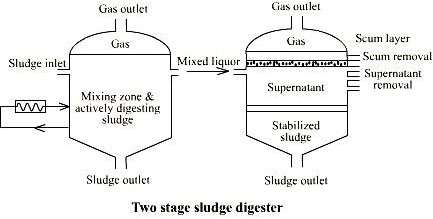 Gas outlet
Gas
Sludge inlet
Mixing zone &
actively digesting
sludge
Sludge outlet
Mixed liquor
Gas outlet
Gas
Scum layer
Scum removal
Supernatant
removal
Supernatant
Stabilized
sludge
Sludge outlet
Two stage sludge digester